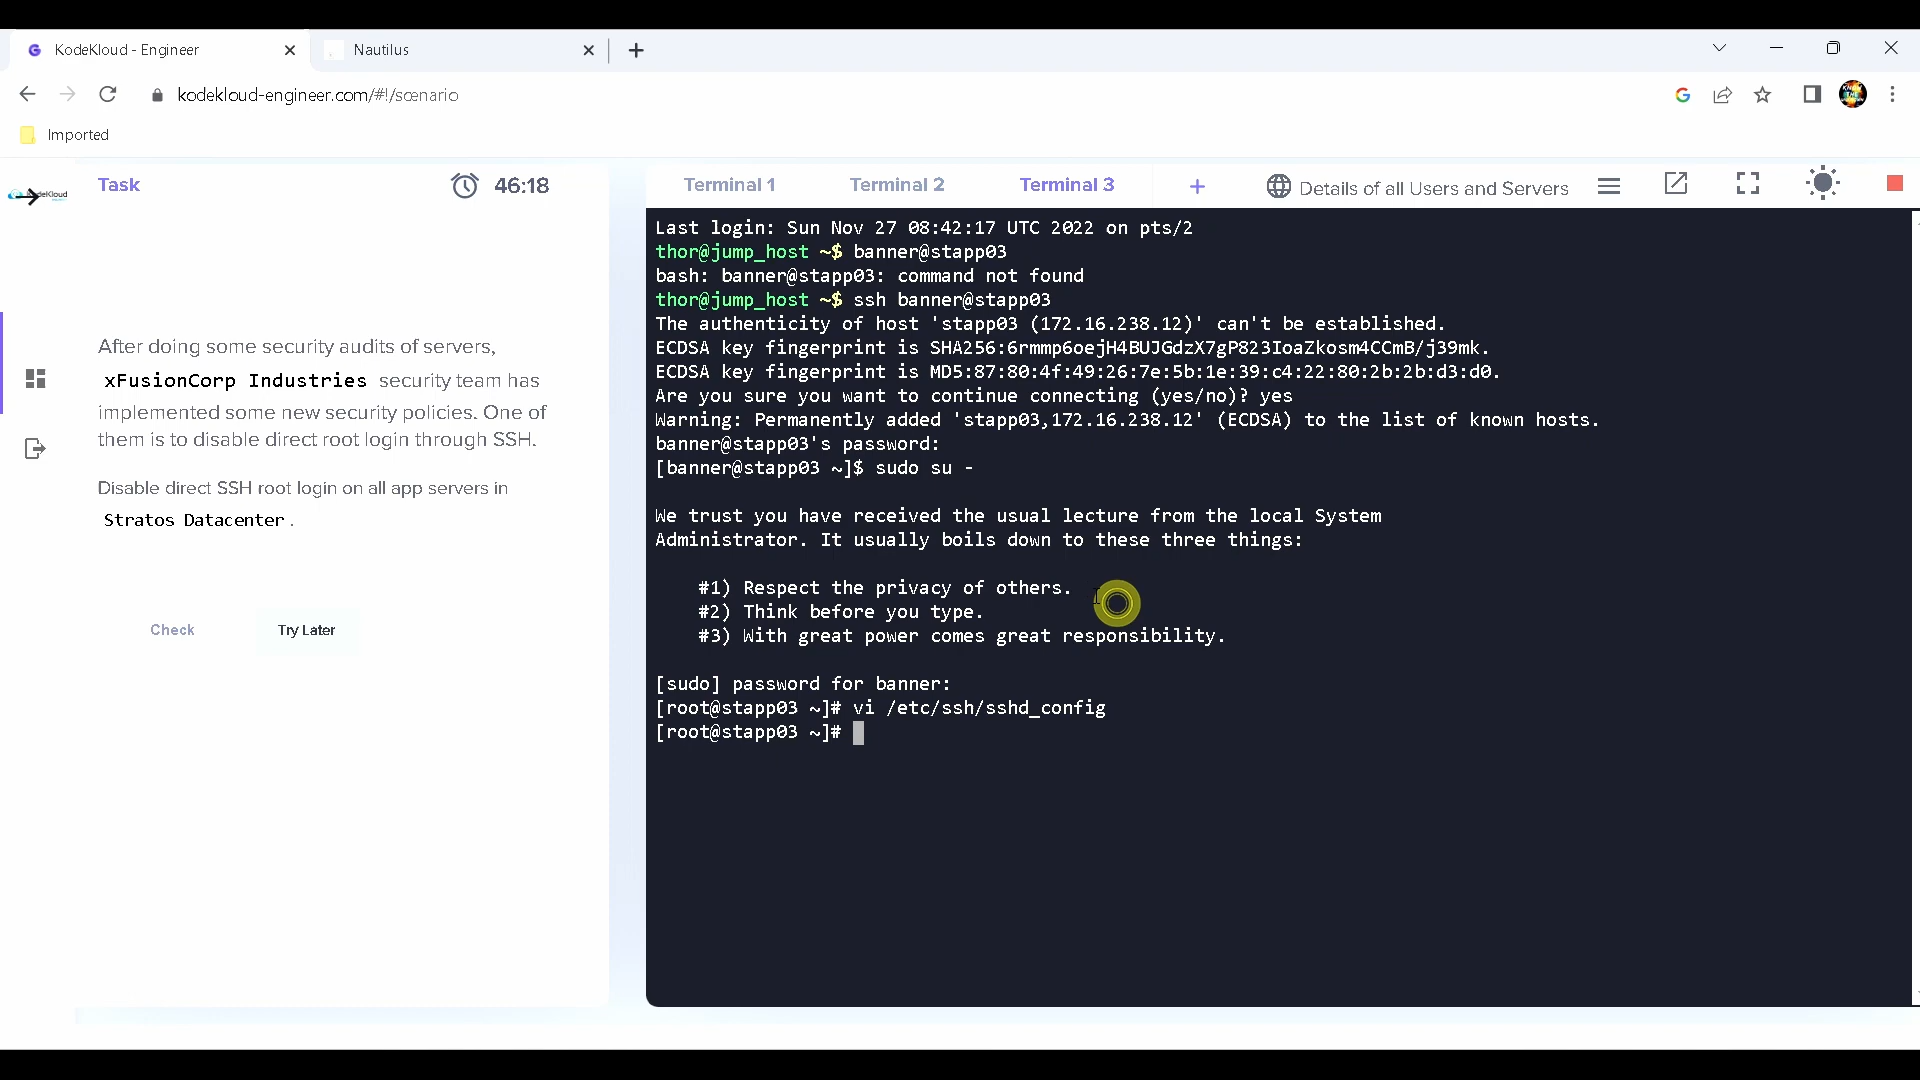 KodeKloud - Engineer
Nautilus
kodekloud-engineer.com/#!/scenario
Imported
Task
46:18
After doing some security audits of servers,
xFusionCorp Industries security team has
implemented some new security policies. One of
them is to disable direct root login through SSH.
Disable direct SSH root login on all app servers in
Stratos Datacenter .
Check
Try Later
Terminal 1
Terminal 2
Terminal 3
Details of all Users and Servers
Last login: Sun Nov 27 08:42:17 UTC 2022 on pts/2
thor@jump_host ~$ banner@stapp03
bash: banner@stapp03: command not found
thor@jump_host ~$ ssh banner@stapp03
The authenticity of host 'stapp03 (172.16.238.12)' can't be established.
ECDSA key fingerprint is SHA256:6rmmp6oejH4BUJGdzX7gP823IoaZkosm4CCmB/j39mk.
ECDSA key fingerprint is MD5:87:80:4f:49:26:7e:5b:1e:39:c4:22:80:2b:2b:d3:d0.
Are you sure you want to continue connecting (yes/no)? yes
Warning: Permanently added 'stapp03,172.16.238.12' (ECDSA) to the list of known hosts.
banner@stapp03's password:
[banner@stapp03 ~]$ sudo su -
We trust you have received the usual lecture from the local System
Administrator. It usually boils down to these three things:
#1) Respect the privacy of others.
#2) Think before you type.
#3) With great power comes great responsibility.
[sudo] password for banner:
[root@stapp03 ~]# vi /etc/ssh/sshd_config
[root@stapp03 ~]#